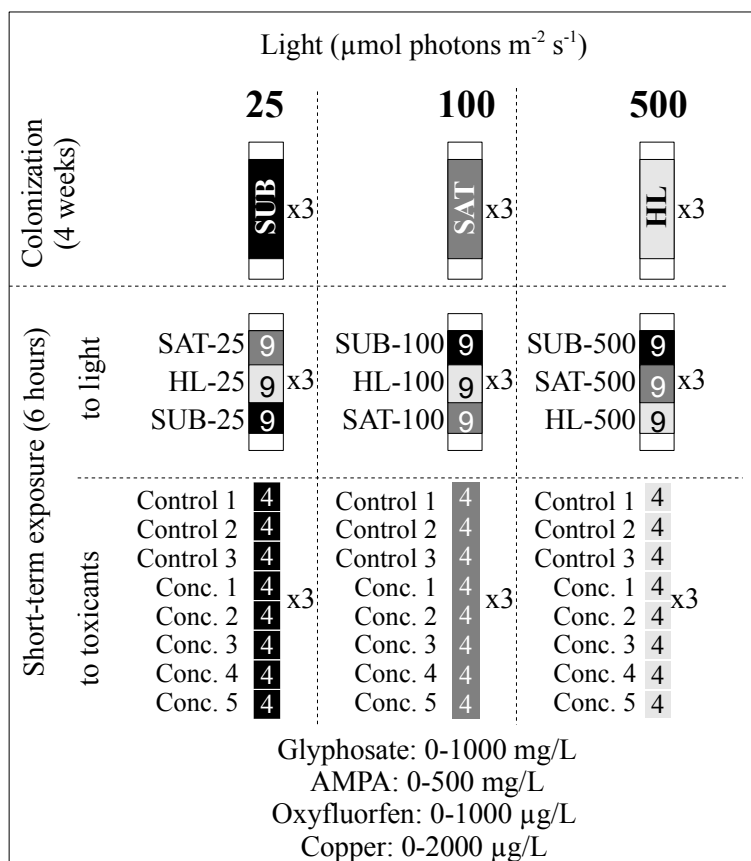 Light (µmol photons m⁻² s⁻¹)
25 100 500
Colonization
(4 weeks)
SUB x3 SAT x3 HL x3
Short-term exposure (6 hours)
to light
SAT-25 9 SUB-100 9 SUB-500 9
HL-25 9 x3 HL-100 9 x3 SAT-500 9 x3
SUB-25 9 SAT-100 9 HL-500 9
to toxicants
Control 1 4 Control 1 4 Control 1 4
Control 2 4 Control 2 4 Control 2 4
Control 3 4 Control 3 4 Control 3 4
Conc. 1 4 x3 Conc. 1 4 x3 Conc. 1 4 x3
Conc. 2 4 Conc. 2 4 Conc. 2 4
Conc. 3 4 Conc. 3 4 Conc. 3 4
Conc. 4 4 Conc. 4 4 Conc. 4 4
Conc. 5 4 Conc. 5 4 Conc. 5 4
Glyphosate: 0-1000 mg/L
AMPA: 0-500 mg/L
Oxyfluorfen: 0-1000 µg/L
Copper: 0-2000 µg/L